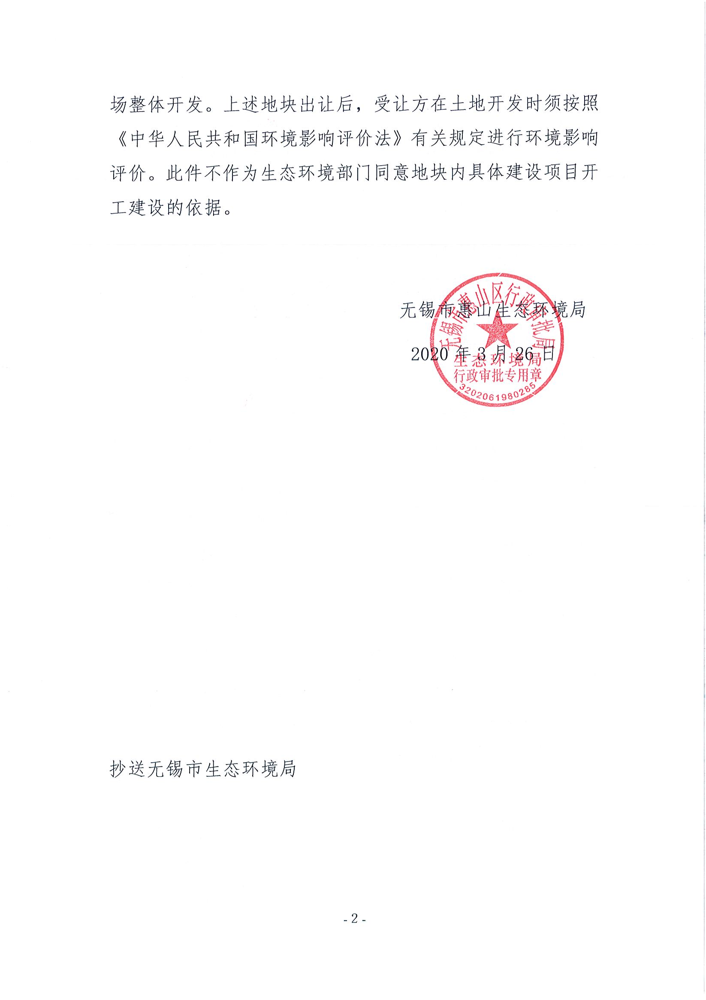 场整体开发。上述地块出让后，受让方在土地开发时须按照
《中华人民共和国环境影响评价法》有关规定进行环境影响
评价。此件不作为生态环境部门同意地块内具体建设项目开
工建设的依据。
无锡市惠山区行政审批局
无锡市惠山生态环境局
2020 年 3 月 26 日
生态环境局
行政审批专用章
3202061980285
抄送无锡市生态环境局
- 2 -